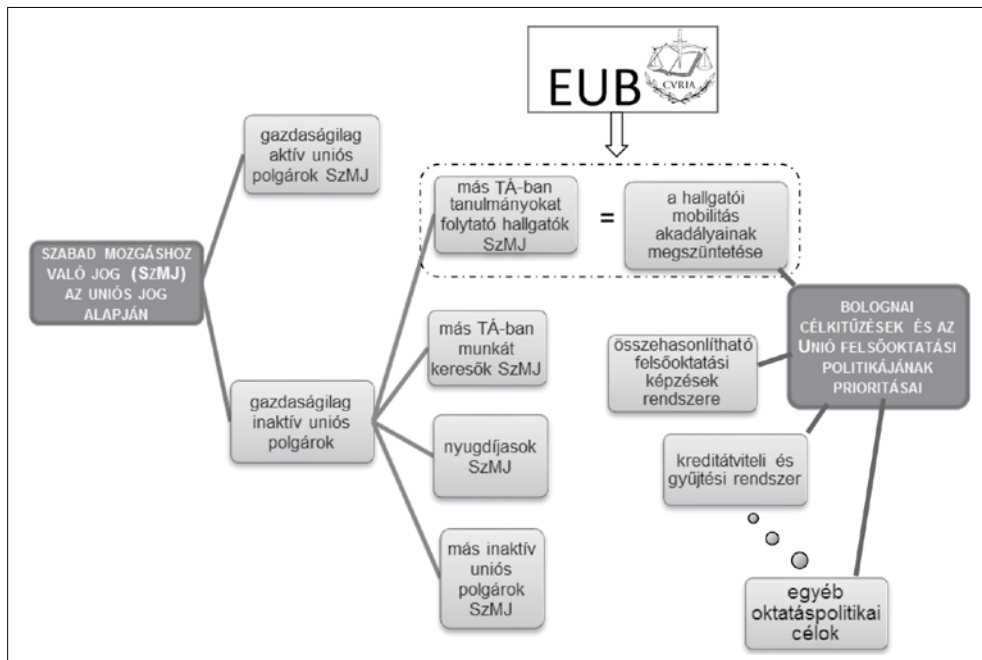 EUB
CVRIA
gazdaságilag
aktív uniós
polgárok SzMJ
más TÁ-ban
tanulmányokat
folytató hallgatók
SzMJ
=
a hallgatói
mobilitás
akadályainak
megszüntetése
SZABAD MOZGÁSHOZ
VALÓ JOG (SZMJ)
AZ UNIÓS JOG
ALAPJÁN
BOLOGNAI
CÉLKITŰZÉSEK ÉS AZ
UNIÓ FELSŐOKTATÁSI
POLITIKÁJÁNAK
PRIORITÁSAI
más TÁ-ban
munkát
keresők SzMJ
összehasonlítható
felsőoktatási
képzések
rendszere
gazdaságilag
inaktív uniós
polgárok
nyugdíjasok
SzMJ
kreditátviteli és
gyűjtési rendszer
más inaktív
uniós
polgárok
SzMJ
egyéb
oktatáspolitikai
célok